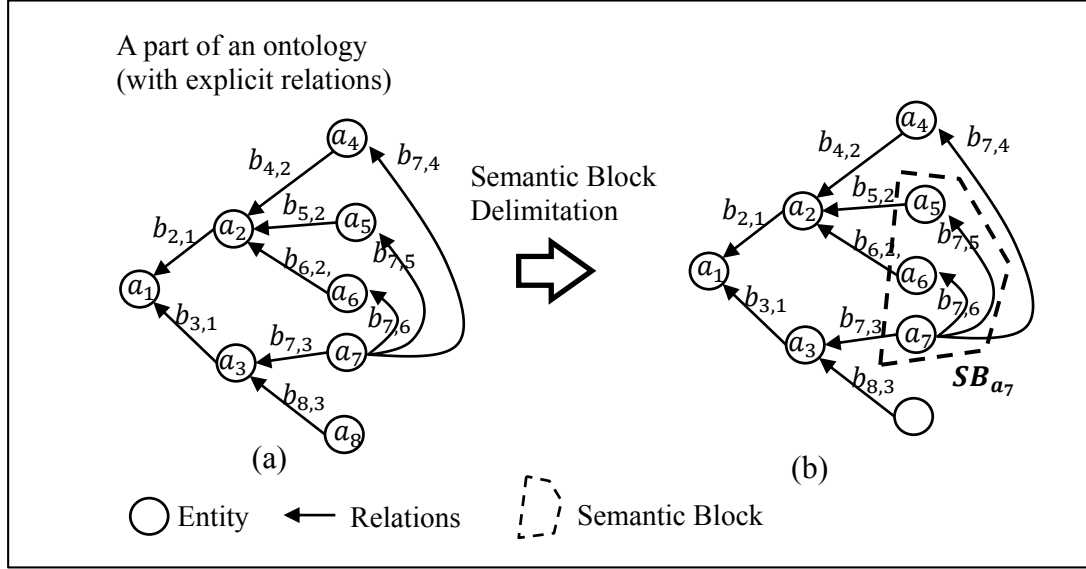 A part of an ontology
(with explicit relations)
a₄
b₄,₂
b₇,₄
a₂
b₅,₂
a₅
b₂,₁
b₇,₅
b₆,₂,
a₁
a₆
b₃,₁
b₇,₆
b₇,₃
a₃
a₇
b₈,₃
a₈
(a)
Semantic Block
Delimitation
a₄
b₄,₂
b₇,₄
b₅,₂
a₂
a₅
b₂,₁
b₇,₅
b₆,₂,
a₁
a₆
b₇,₆
b₃,₁
b₇,₃
a₃
a₇
SBₐ₇
b₈,₃
(b)
Entity
Relations
Semantic Block